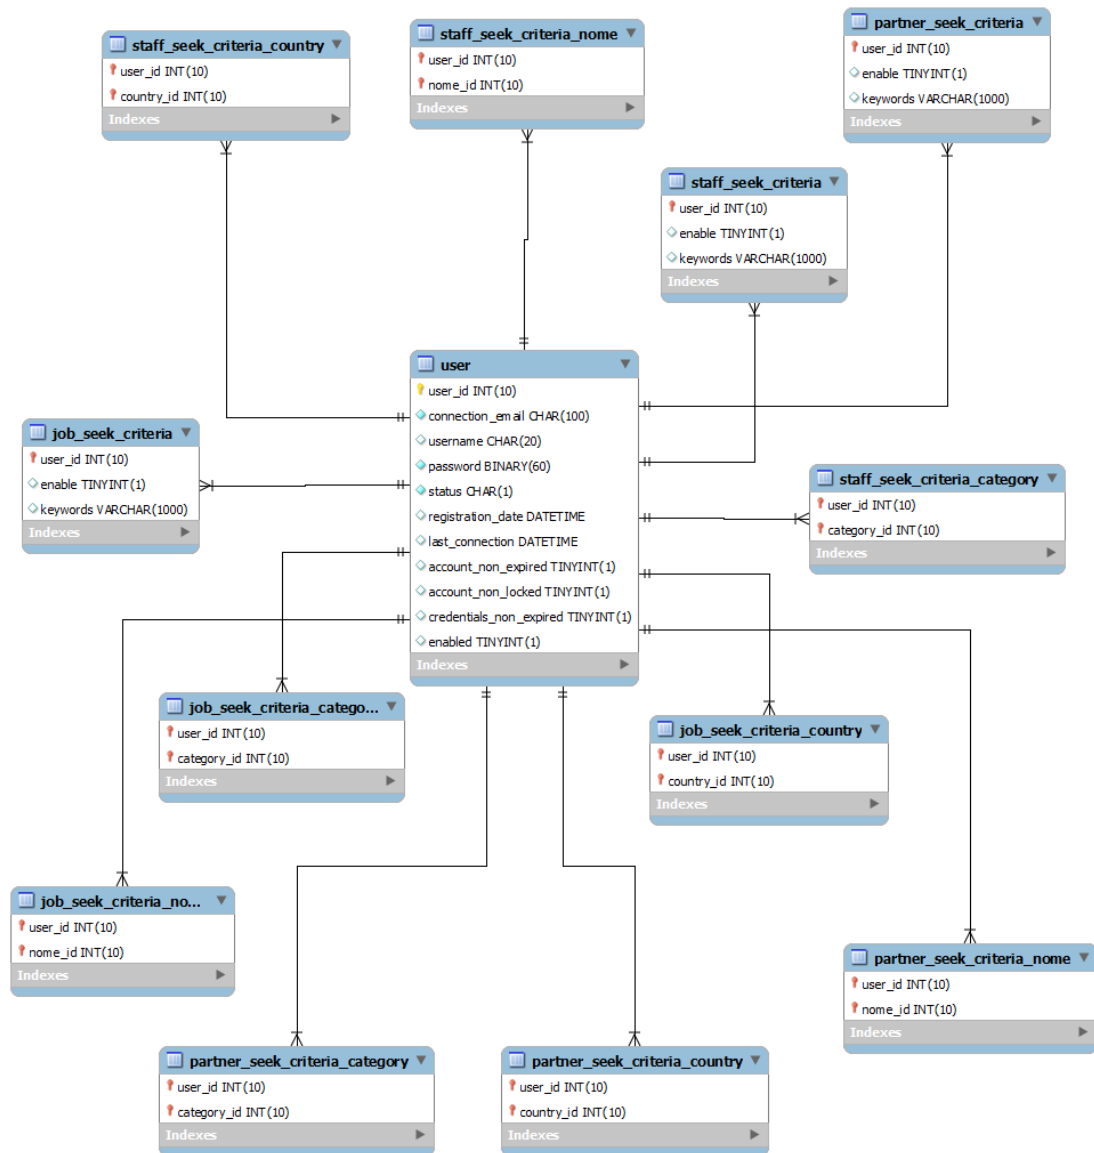 staff_seek_criteria_country
user_id INT(10)
country_id INT(10)
Indexes
staff_seek_criteria_nome
user_id INT(10)
nome_id INT(10)
Indexes
partner_seek_criteria
user_id INT(10)
enable TINYINT(1)
keywords VARCHAR(1000)
Indexes
staff_seek_criteria
user_id INT(10)
enable TINYINT(1)
keywords VARCHAR(1000)
Indexes
user
user_id INT(10)
connection_email CHAR(100)
username CHAR(20)
password BINARY(60)
status CHAR(1)
registration_date DATETIME
last_connection DATETIME
account_non_expired TINYINT(1)
account_non_locked TINYINT(1)
credentials_non_expired TINYINT(1)
enabled TINYINT(1)
Indexes
job_seek_criteria
user_id INT(10)
enable TINYINT(1)
keywords VARCHAR(1000)
Indexes
staff_seek_criteria_category
user_id INT(10)
category_id INT(10)
Indexes
job_seek_criteria_catego...
user_id INT(10)
category_id INT(10)
Indexes
job_seek_criteria_country
user_id INT(10)
country_id INT(10)
Indexes
job_seek_criteria_no...
user_id INT(10)
nome_id INT(10)
Indexes
partner_seek_criteria_nome
user_id INT(10)
nome_id INT(10)
Indexes
partner_seek_criteria_category
user_id INT(10)
category_id INT(10)
Indexes
partner_seek_criteria_country
user_id INT(10)
country_id INT(10)
Indexes